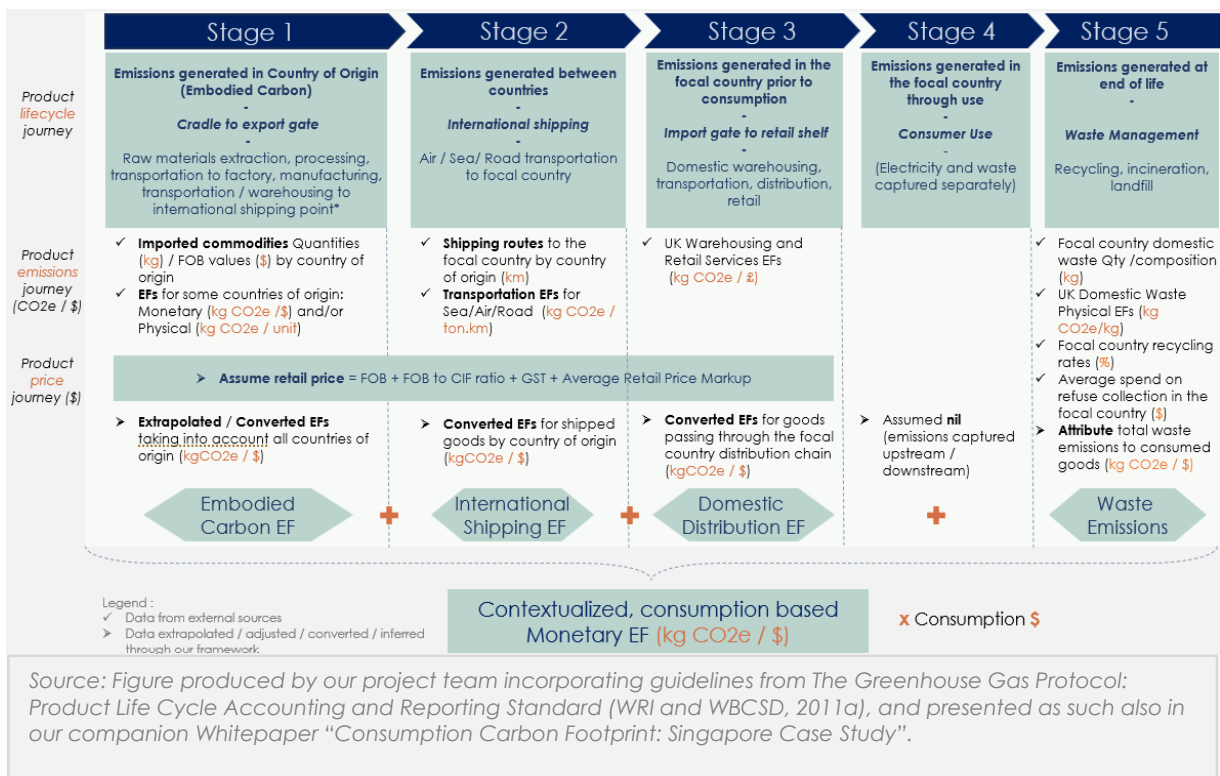 Stage 1
Stage 2
Stage 3
Stage 4
Stage 5
Product
lifecycle
journey
Emissions generated in Country of Origin
(Embodied Carbon)
-
Cradle to export gate
-
Raw materials extraction, processing,
transportation to factory, manufacturing,
transportation / warehousing to
international shipping point*
Emissions generated between
countries
-
International shipping
-
Air / Sea/ Road transportation
to focal country
Emissions generated in the
focal country prior to
consumption
-
Import gate to retail shelf
-
Domestic warehousing,
transportation, distribution,
retail
Emissions generated in
the focal country
through use
-
Consumer Use
-
(Electricity and waste
captured separately)
Emissions generated at
end of life
-
Waste Management
Recycling, incineration,
landfill
Product
emissions
journey
(CO2e / $)
✓ Imported commodities Quantities
(kg) / FOB values ($) by country of
origin
✓ EFs for some countries of origin:
Monetary (kg CO2e /$) and/or
Physical (kg CO2e / unit)
✓ Shipping routes to the
focal country by country
of origin (km)
✓ Transportation EFs for
Sea/Air/Road (kg CO2e /
ton.km)
✓ UK Warehousing and
Retail Services EFs
(kg CO2e / £)
✓ Focal country domestic
waste Qty /composition
(kg)
✓ UK Domestic Waste
Physical EFs (kg
CO2e/kg)
✓ Focal country recycling
rates (%)
✓ Average spend on
refuse collection in the
focal country ($)
➢ Attribute total waste
emissions to consumed
goods (kg CO2e / $)
Product
price
journey ($)
➢ Assume retail price = FOB + FOB to CIF ratio + GST + Average Retail Price Markup
➢ Extrapolated / Converted EFs
taking into account all countries of
origin (kgCO2e / $)
➢ Converted EFs for shipped
goods by country of origin
(kgCO2e / $)
➢ Converted EFs for goods
passing through the focal
country distribution chain
(kgCO2e / $)
➢ Assumed nil
(emissions captured
upstream /
downstream)
Embodied
Carbon EF
+
International
Shipping EF
+
Domestic
Distribution EF
+
Waste
Emissions
Legend :
✓ Data from external sources
➢ Data extrapolated / adjusted / converted / inferred
through our framework
Contextualized, consumption based
Monetary EF (kg CO2e / $)
x Consumption $
Source: Figure produced by our project team incorporating guidelines from The Greenhouse Gas Protocol:
Product Life Cycle Accounting and Reporting Standard (WRI and WBCSD, 2011a), and presented as such also in
our companion Whitepaper “Consumption Carbon Footprint: Singapore Case Study”.